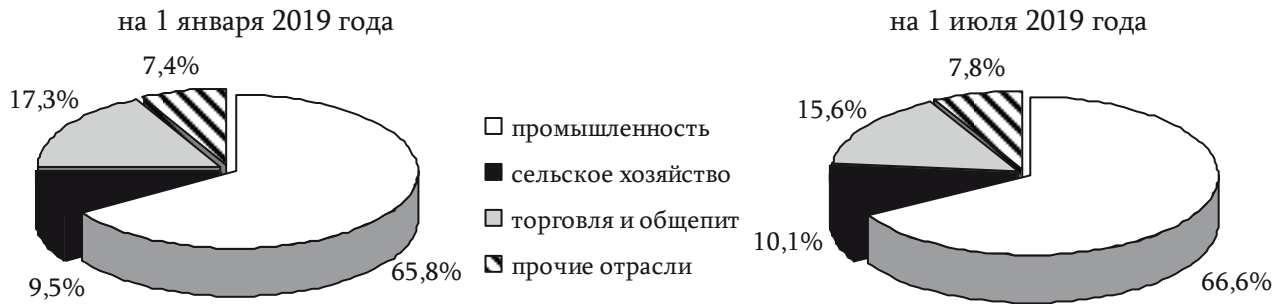 на 1 января 2019 года
7,4%
17,3%
9,5%
65,8%
промышленность
сельское хозяйство
торговля и общепит
прочие отрасли
на 1 июля 2019 года
7,8%
15,6%
10,1%
66,6%